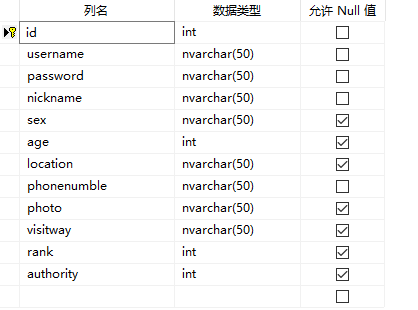 列名 数据类型 允许 Null 值
id int
username nvarchar(50)
password nvarchar(50)
nickname nvarchar(50)
sex nvarchar(50)
age int
location nvarchar(50)
phonenumble nvarchar(50)
photo nvarchar(50)
visitway nvarchar(50)
rank int
authority int